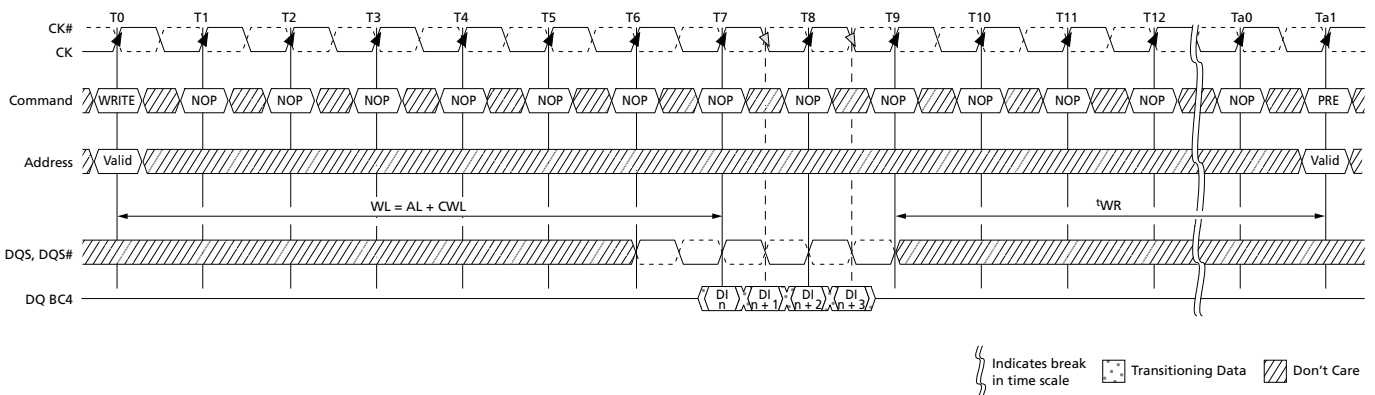 T0 T1 T2 T3 T4 T5 T6 T7 T8 T9 T10 T11 T12 Ta0 Ta1
CK#
CK
Command WRITE NOP NOP NOP NOP NOP NOP NOP NOP NOP NOP NOP NOP NOP PRE
Address Valid Valid
WL = AL + CWL tWR
DQS, DQS#
DQ BC4 DI n DI n + 1 DI n + 2 DI n + 3
Indicates break in time scale
Transitioning Data
Don't Care